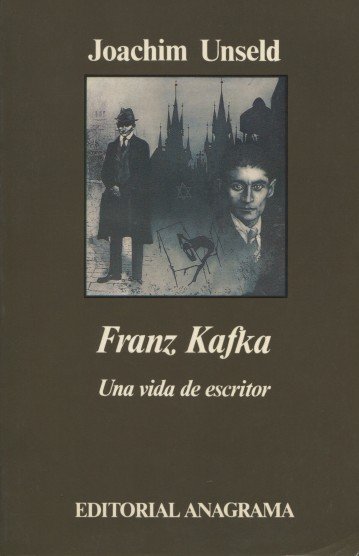 Joachim Unseld
Franz Kafka
Una vida de escritor
EDITORIAL ANAGRAMA